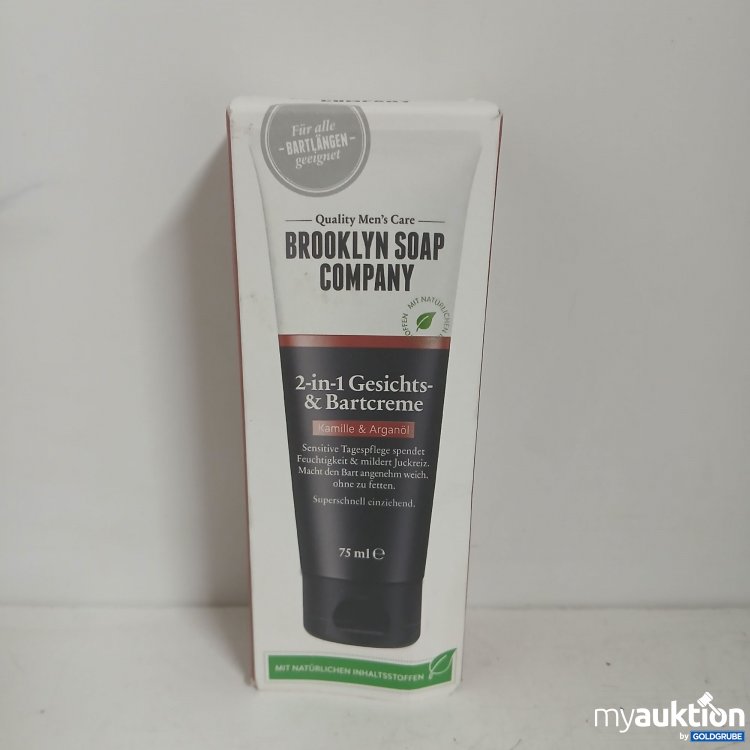 Für alle
– BARTLÄNGEN –
geeignet
Quality Men's Care
BROOKLYN SOAP
COMPANY
MIT NATÜRLICHEN
2-in-1 Gesichts-
& Bartcreme
Kamille & Arganöl
Sensitive Tagespflege spendet
Feuchtigkeit & mildert Juckreiz.
Macht den Bart angenehm weich,
ohne zu fetten.
Superschnell einziehend.
75 ml ℮
MIT NATÜRLICHEN INHALTSSTOFFEN
myauktion
by GOLDGRUBE